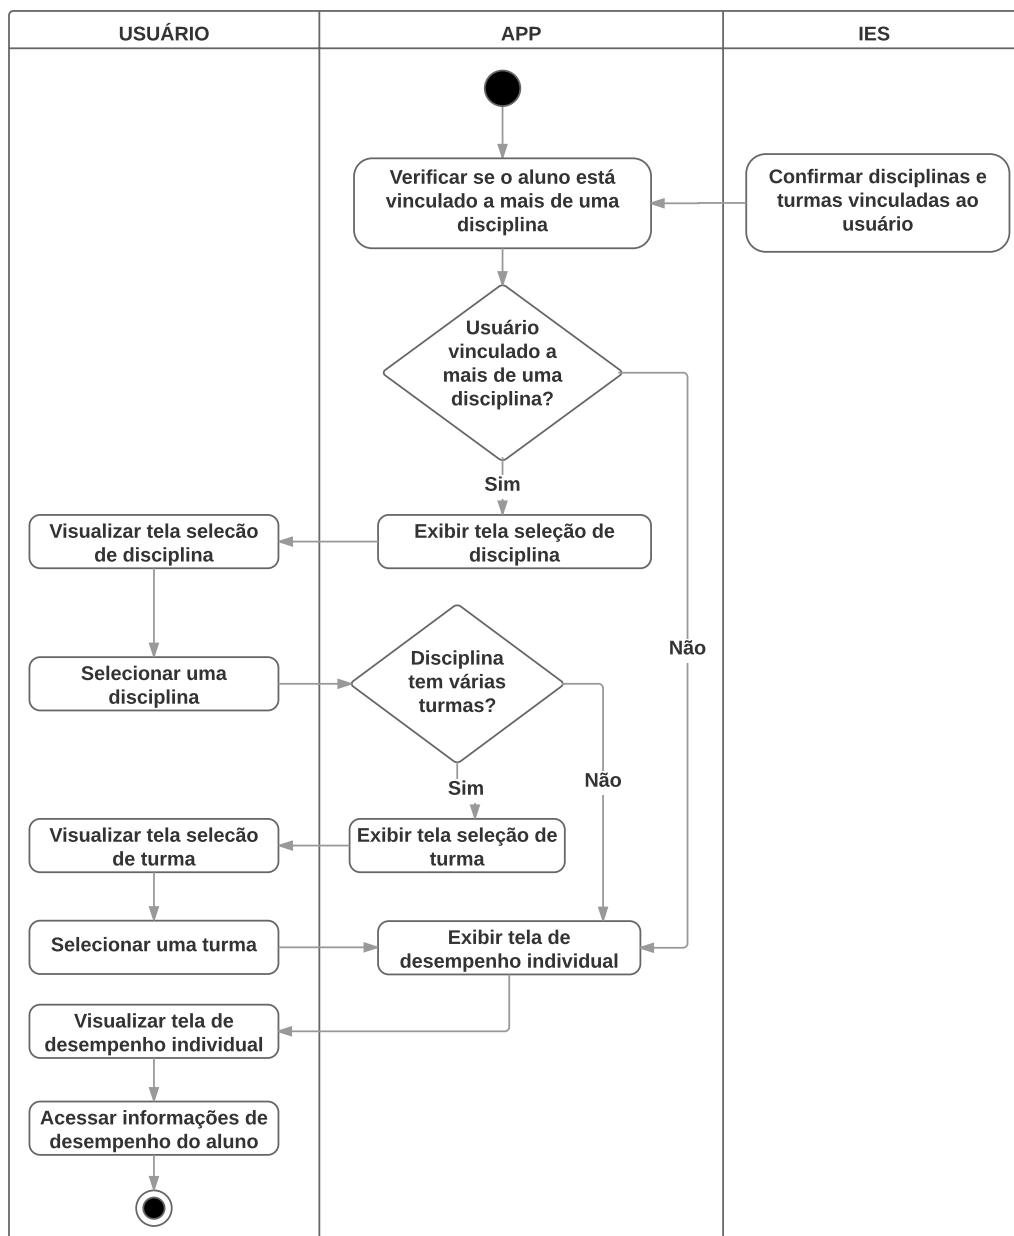 USUÁRIO
APP
IES
Verificar se o aluno está
vinculado a mais de uma
disciplina
Confirmar disciplinas e
turmas vinculadas ao
usuário
Usuário
vinculado a
mais de uma
disciplina?
Sim
Visualizar tela selecão
de disciplina
Exibir tela seleção de
disciplina
Não
Selecionar uma
disciplina
Disciplina
tem várias
turmas?
Não
Sim
Visualizar tela selecão
de turma
Exibir tela seleção de
turma
Selecionar uma turma
Exibir tela de
desempenho individual
Visualizar tela de
desempenho individual
Acessar informações de
desempenho do aluno